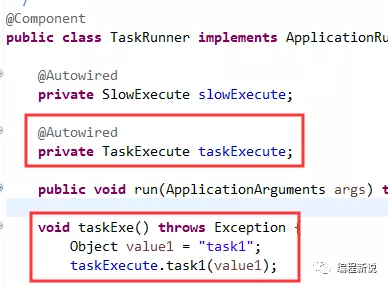 @Component
public class TaskRunner implements ApplicationRu
@Autowired
private SlowExecute slowExecute;
@Autowired
private TaskExecute taskExecute;
public void run(ApplicationArguments args) t
void taskExe() throws Exception {
Object value1 = "task1";
taskExecute.task1(value1);
编程新说